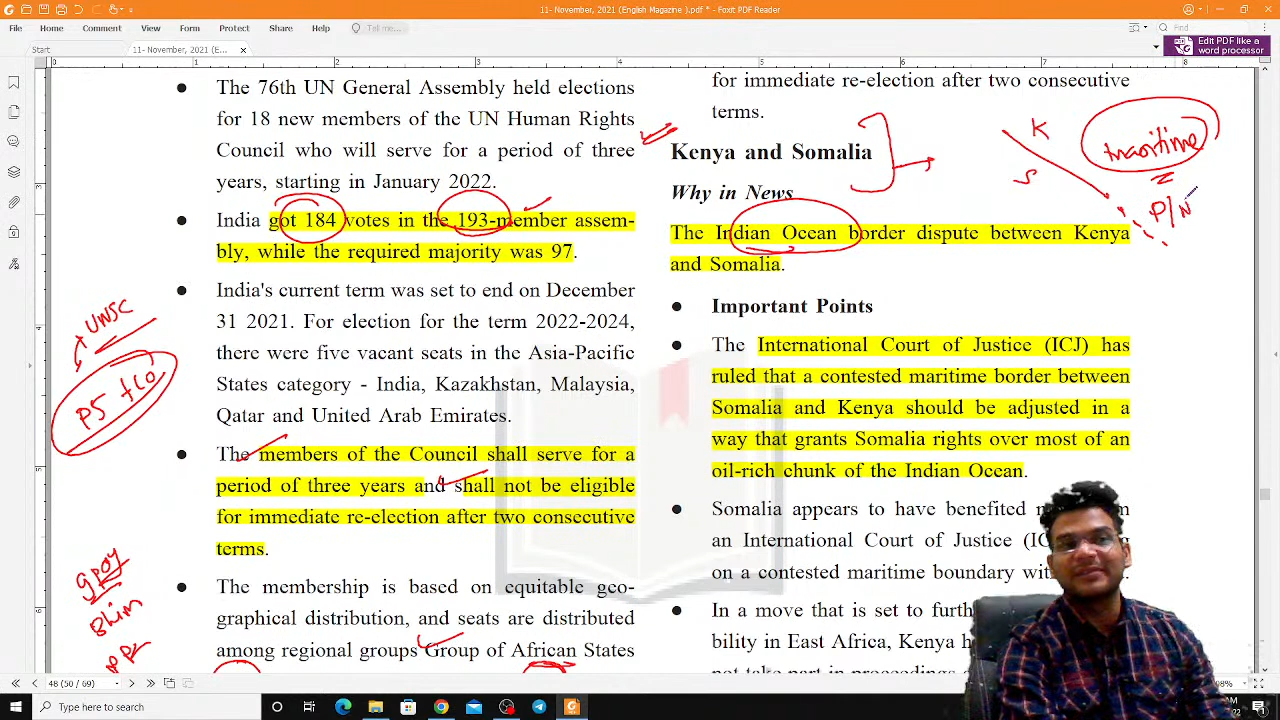 11- November, 2021 (English Magazine ).pdf - Foxit PDF Reader
File
Home
Comment
View
Form
Protect
Share
Help
Tell me...
Find
Start
11- November, 2021 (E...
Edit PDF like a
word processor
The 76th UN General Assembly held elections
for 18 new members of the UN Human Rights
Council who will serve for a period of three
years, starting in January 2022.
India got 184 votes in the 193-member assem-
bly, while the required majority was 97.
India's current term was set to end on December
31 2021. For election for the term 2022-2024,
there were five vacant seats in the Asia-Pacific
States category - India, Kazakhstan, Malaysia,
Qatar and United Arab Emirates.
The members of the Council shall serve for a
period of three years and shall not be eligible
for immediate re-election after two consecutive
terms.
The membership is based on equitable geo-
graphical distribution, and seats are distributed
among regional groups Group of African States
UNSC
P5 +
for immediate re-election after two consecutive
terms.
Kenya and Somalia
Why in News
The Indian Ocean border dispute between Kenya
and Somalia.
Important Points
The International Court of Justice (ICJ) has
ruled that a contested maritime border between
Somalia and Kenya should be adjusted in a
way that grants Somalia rights over most of an
oil-rich chunk of the Indian Ocean.
Somalia appears to have benefited
an International Court of Justice
on a contested maritime boundary
In a move that is set to
bility in East Africa, Kenya
not take part in proceedings
K
S
maritime
P/N
48 (50 / 69)
Type here to search